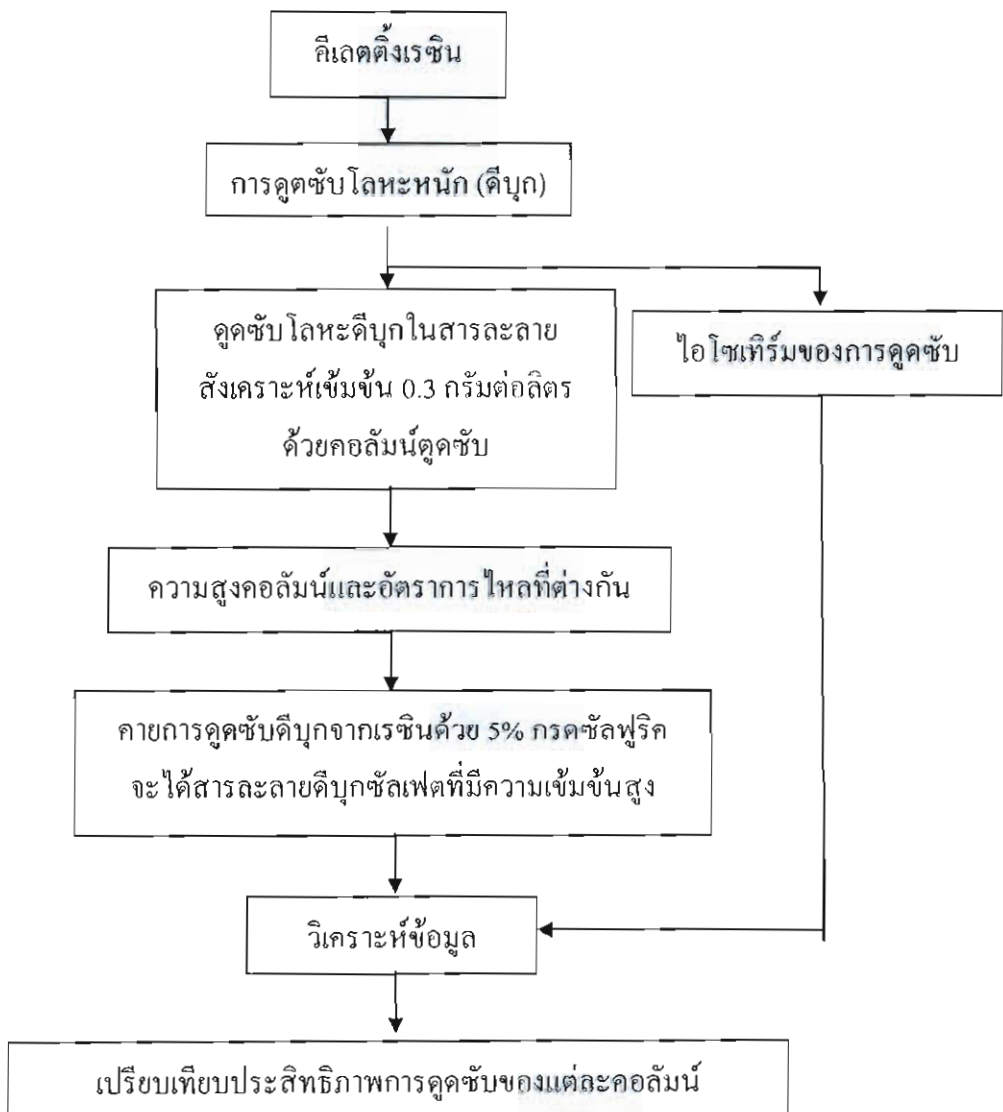 คีเลตติ้งเรซิน
การดูดซับโลหะหนัก (ดีบุก)
ดูดซับโลหะดีบุกในสารละลาย
สังเคราะห์เข้มข้น 0.3 กรัมต่อลิตร
ด้วยคอลัมน์ดูดซับ
ไอโซเทิร์มของการดูดซับ
ความสูงคอลัมน์และอัตราการไหลที่ต่างกัน
คายการดูดซับดีบุกจากเรซินด้วย 5% กรดซัลฟูริค
จะได้สารละลายดีบุกซัลเฟตที่มีความเข้มข้นสูง
วิเคราะห์ข้อมูล
เปรียบเทียบประสิทธิภาพการดูดซับของแต่ละคอลัมน์